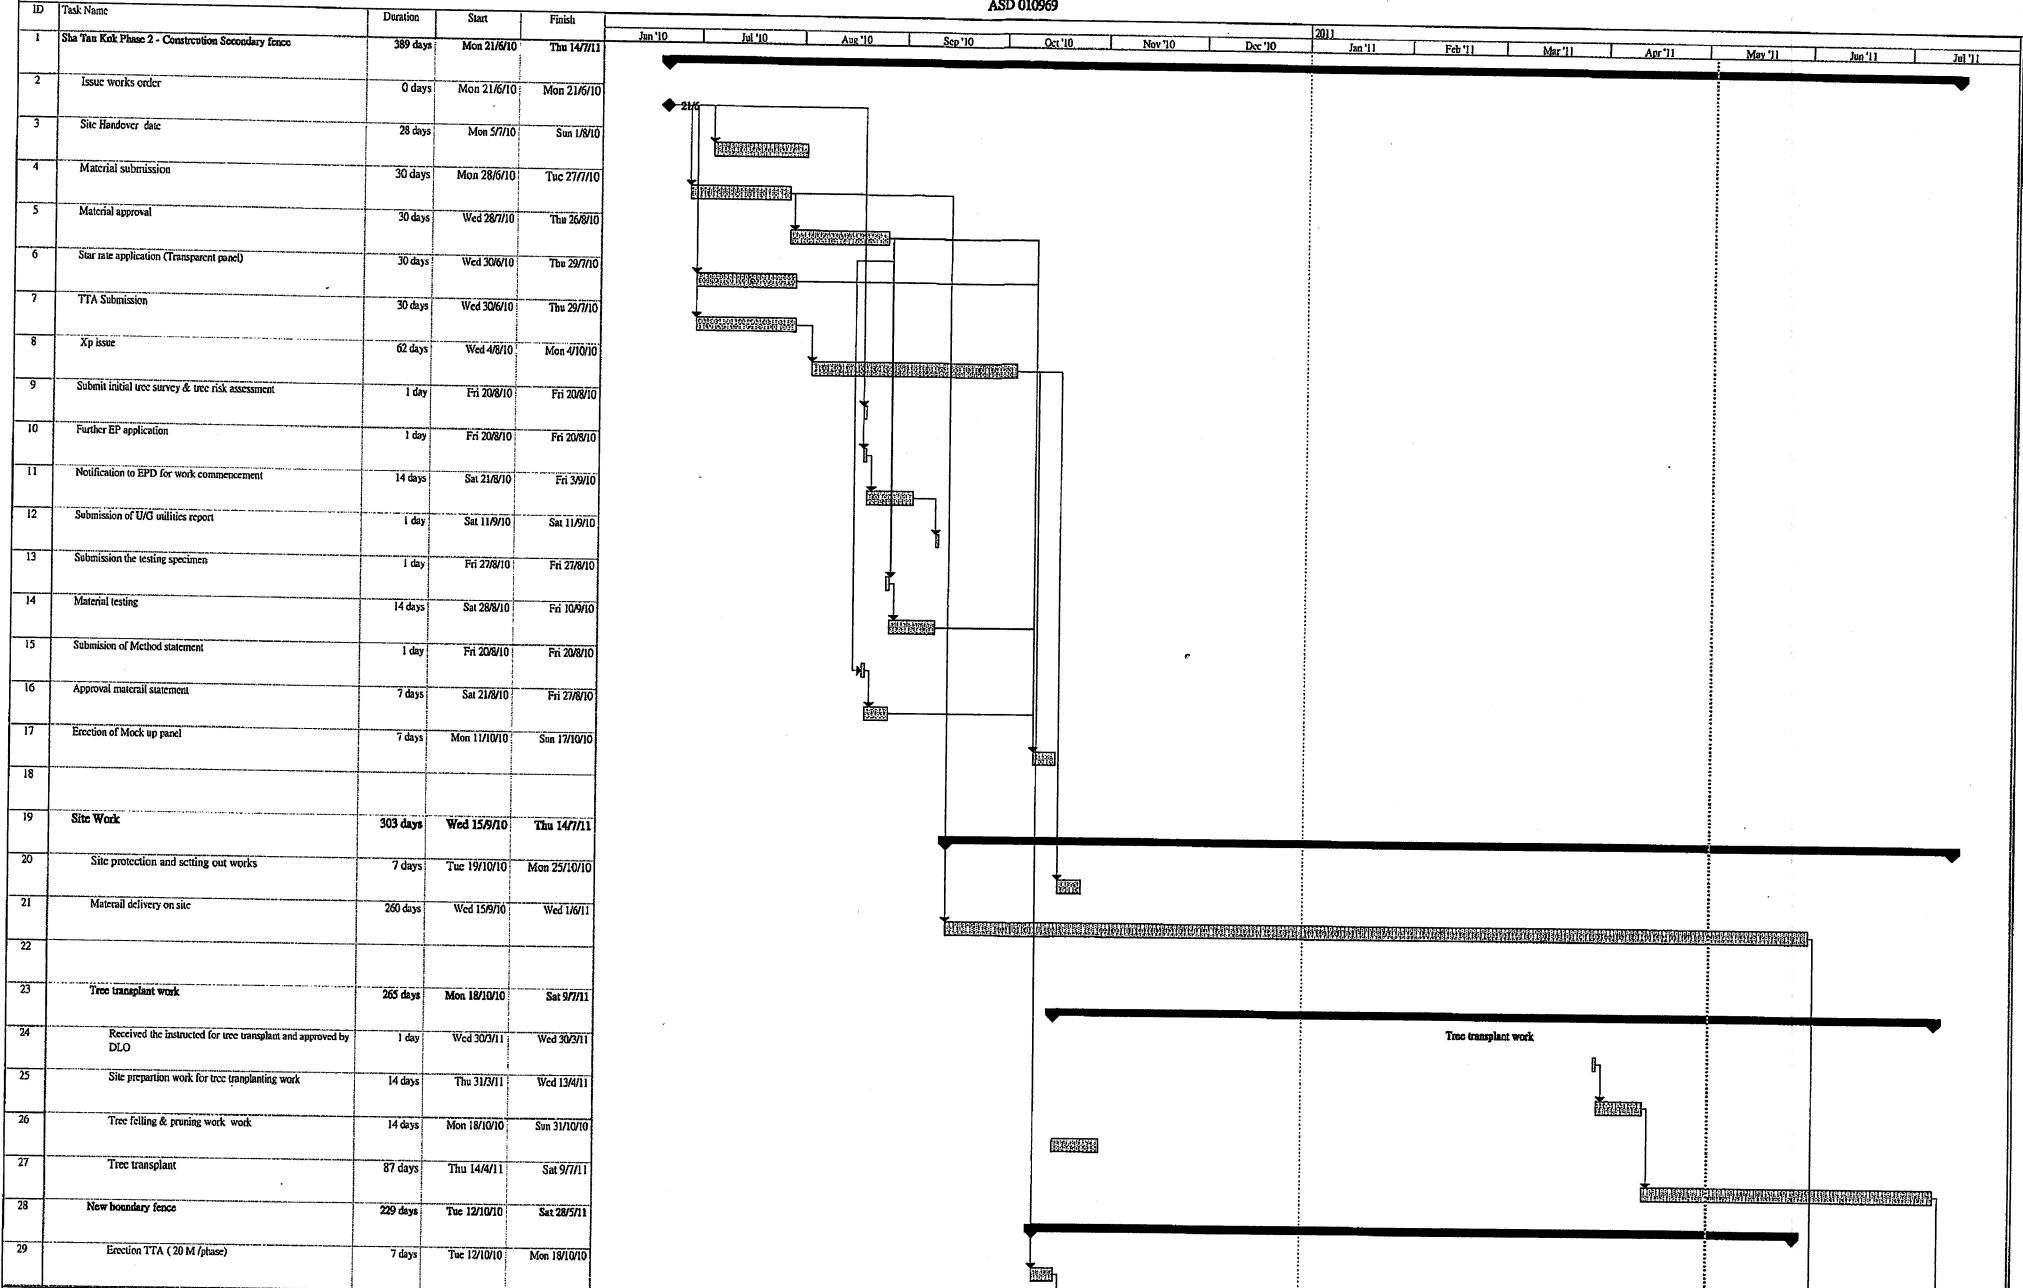 ASD 010969
ID Task Name Duration Start Finish
2011
Jun '10 Jul '10 Aug '10 Sep '10 Oct '10 Nov '10 Dec '10 Jan '11 Feb '11 Mar '11 Apr '11 May '11 Jun '11 Jul '11
1 Sha Tau Kok Phase 2 - Constrcution Secondary fence 389 days Mon 21/6/10 Thu 14/7/11
2 Issue works order 0 days Mon 21/6/10 Mon 21/6/10
21/6
3 Site Handover date 28 days Mon 5/7/10 Sun 1/8/10
4 Material submission 30 days Mon 28/6/10 Tue 27/7/10
5 Material approval 30 days Wed 28/7/10 Thu 26/8/10
6 Star rate application (Transparent panel) 30 days Wed 30/6/10 Thu 29/7/10
7 TTA Submission 30 days Wed 30/6/10 Thu 29/7/10
8 Xp issue 62 days Wed 4/8/10 Mon 4/10/10
9 Submit initial tree survey & tree risk assessment 1 day Fri 20/8/10 Fri 20/8/10
10 Further EP application 1 day Fri 20/8/10 Fri 20/8/10
11 Notification to EPD for work commencement 14 days Sat 21/8/10 Fri 3/9/10
12 Submission of U/G utilities report 1 day Sat 11/9/10 Sat 11/9/10
13 Submission the testing specimen 1 day Fri 27/8/10 Fri 27/8/10
14 Material testing 14 days Sat 28/8/10 Fri 10/9/10
15 Submision of Method statement 1 day Fri 20/8/10 Fri 20/8/10
16 Approval materail statement 7 days Sat 21/8/10 Fri 27/8/10
17 Erection of Mock up panel 7 days Mon 11/10/10 Sun 17/10/10
18
19 Site Work 303 days Wed 15/9/10 Thu 14/7/11
20 Site protection and setting out works 7 days Tue 19/10/10 Mon 25/10/10
21 Materail delivery on site 260 days Wed 15/9/10 Wed 1/6/11
22
23 Tree transplant work 265 days Mon 18/10/10 Sat 9/7/11
Tree transplant work
24 Received the instructed for tree transplant and approved by 1 day Wed 30/3/11 Wed 30/3/11
DLO
25 Site prepartion work for tree tranplanting work 14 days Thu 31/3/11 Wed 13/4/11
26 Tree felling & pruning work work 14 days Mon 18/10/10 Sun 31/10/10
27 Tree transplant 87 days Thu 14/4/11 Sat 9/7/11
28 New boundary fence 229 days Tue 12/10/10 Sat 28/5/11
29 Erection TTA ( 20 M /phase) 7 days Tue 12/10/10 Mon 18/10/10